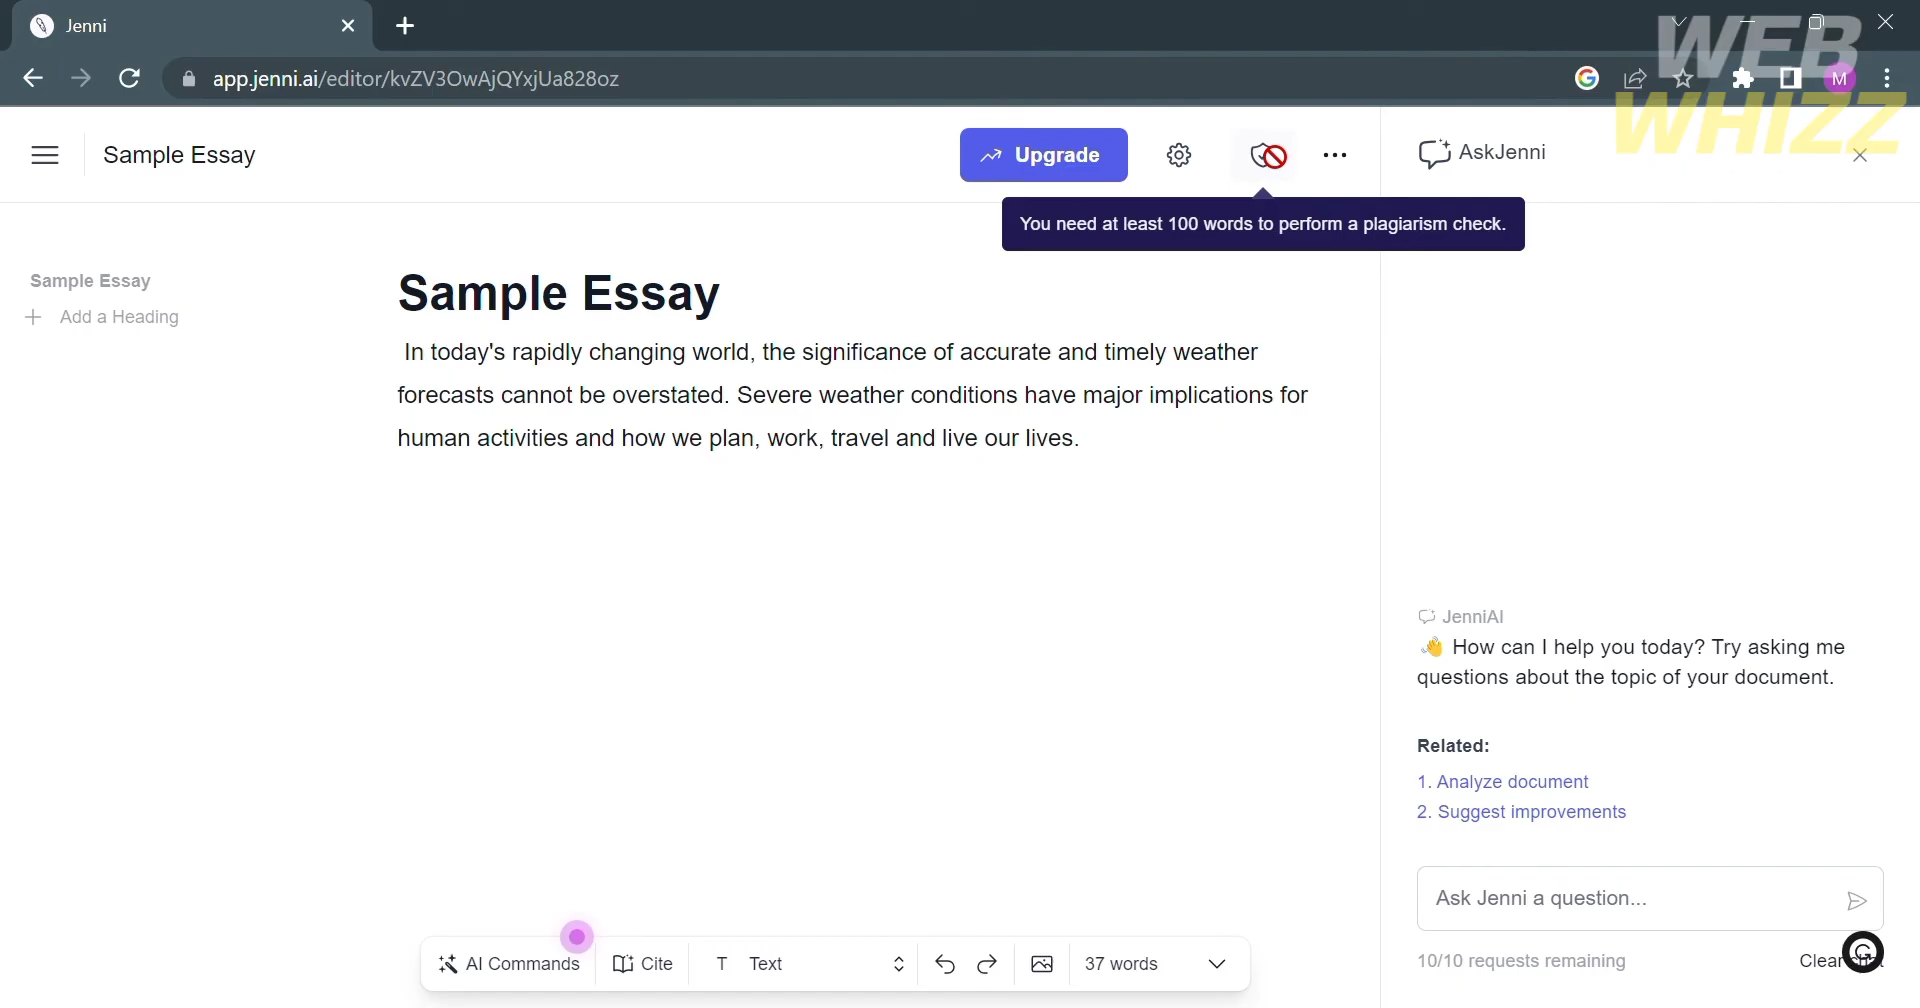 Jenni
app.jenni.ai/editor/kvZV3OwAjQYxjUa828oz
M
WEB
WHIZZ
Sample Essay
Upgrade
AskJenni
You need at least 100 words to perform a plagiarism check.
Sample Essay
Add a Heading
Sample Essay
In today's rapidly changing world, the significance of accurate and timely weather
forecasts cannot be overstated. Severe weather conditions have major implications for
human activities and how we plan, work, travel and live our lives.
JenniAI
👋 How can I help you today? Try asking me
questions about the topic of your document.
Related:
1. Analyze document
2. Suggest improvements
Ask Jenni a question...
10/10 requests remaining
Clear chat
AI Commands
Cite
T Text
37 words